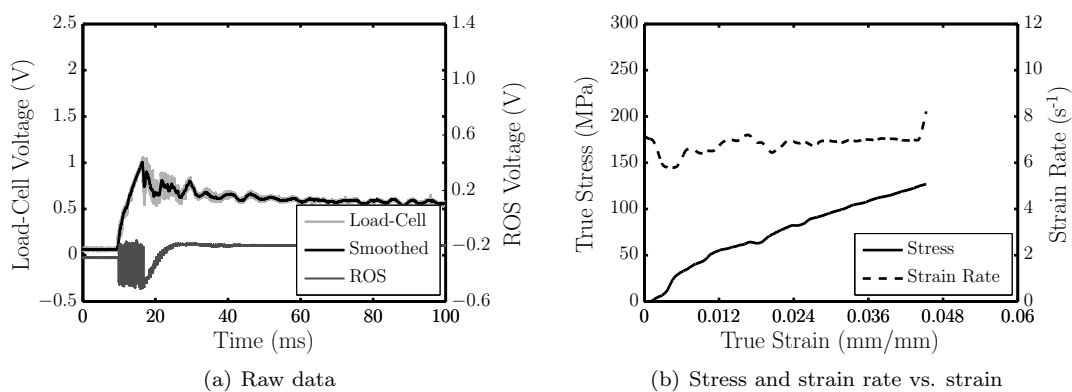 2.5
2
1.5
1
0.5
0
−0.5
Load-Cell Voltage (V)
1.4
1.0
0.6
0.2
−0.2
−0.6
ROS Voltage (V)
Load-Cell
Smoothed
ROS
0 20 40 60 80 100
Time (ms)
(a) Raw data
300
250
200
150
100
50
0
True Stress (MPa)
12
10
8
6
4
2
0
Strain Rate (s-1)
Stress
Strain Rate
0 0.012 0.024 0.036 0.048 0.06
True Strain (mm/mm)
(b) Stress and strain rate vs. strain